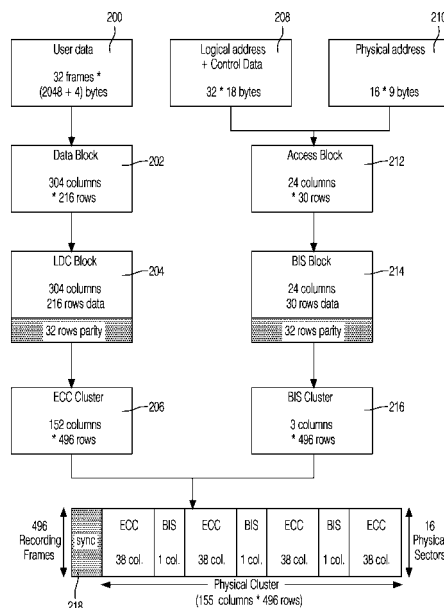 200
User data
32 frames *
(2048 + 4) bytes
208
Logical address
+ Control Data
32 * 18 bytes
210
Physical address
16 * 9 bytes
202
Data Block
304 columns
* 216 rows
212
Access Block
24 columns
* 30 rows
204
LDC Block
304 columns
216 rows data
32 rows parity
214
BIS Block
24 columns
30 rows data
32 rows parity
206
ECC Cluster
152 columns
* 496 rows
216
BIS Cluster
3 columns
* 496 rows
496
Recording
Frames
sync
ECC
38 col.
BIS
1 col.
ECC
38 col.
BIS
1 col.
ECC
38 col.
BIS
1 col.
ECC
38 col.
16
Physical
Sectors
218
Physical Cluster
(155 columns * 496 rows)